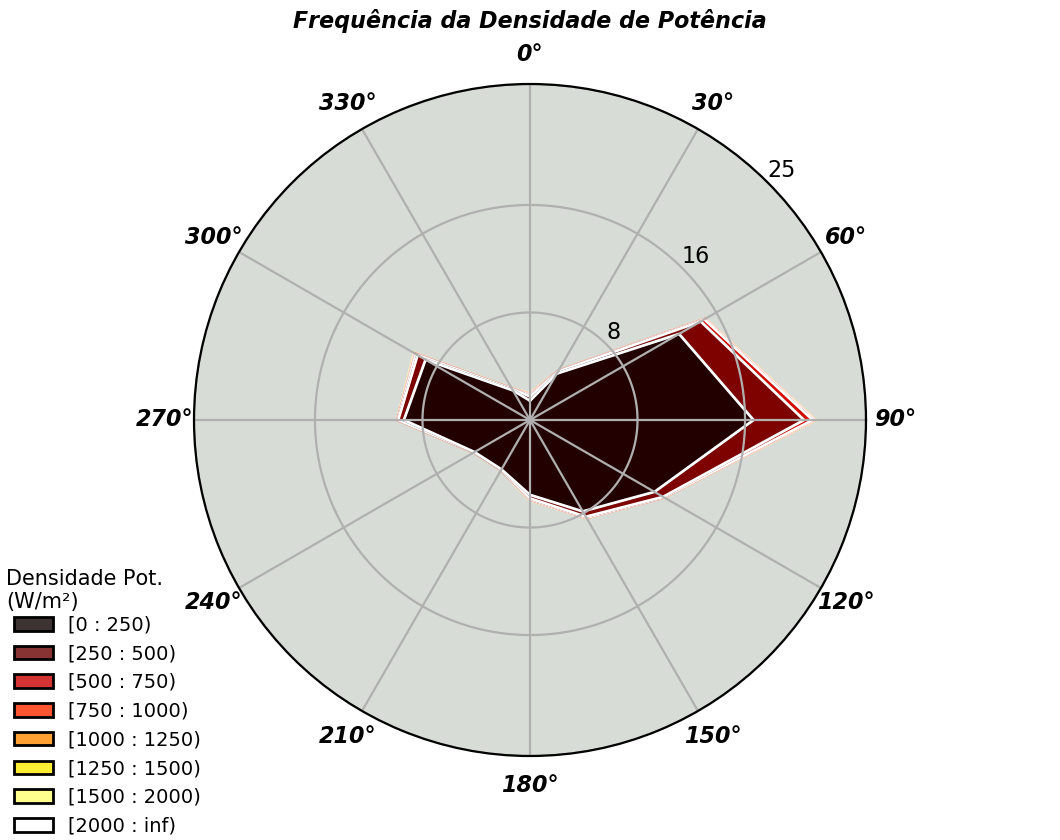 Frequência da Densidade de Potência
0°
330°
30°
25
300°
60°
16
8
270°
90°
240°
120°
210°
150°
180°
Densidade Pot.
(W/m²)
[0 : 250)
[250 : 500)
[500 : 750)
[750 : 1000)
[1000 : 1250)
[1250 : 1500)
[1500 : 2000)
[2000 : inf)